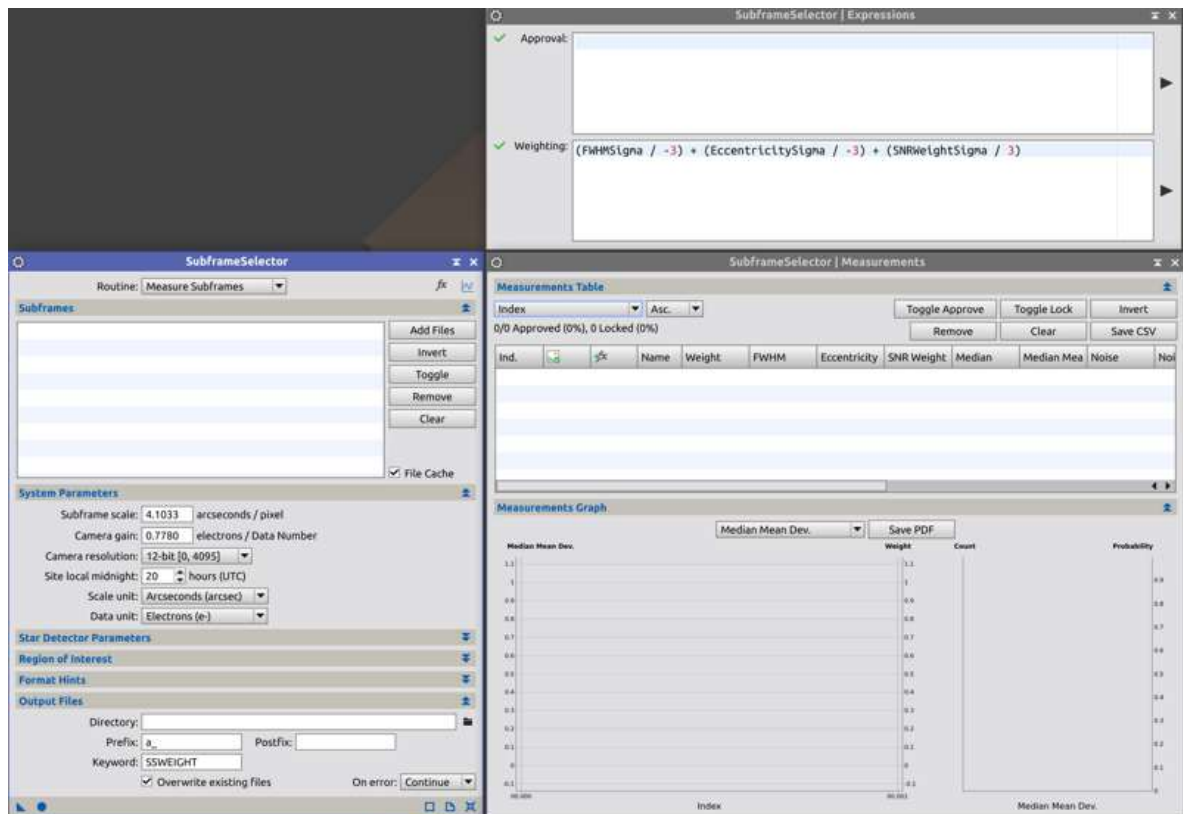 SubframeSelector | Expressions
Approval:
Weighting: (FWHMSigma / -3) + (EccentricitySigma / -3) + (SNRWeightSigma / 3)
SubframeSelector
Routine: Measure Subframes
Subframes
Add Files
Invert
Toggle
Remove
Clear
File Cache
System Parameters
Subframe scale: 4.1033 arcseconds / pixel
Camera gain: 0.7780 electrons / Data Number
Camera resolution: 12-bit [0, 4095]
Site local midnight: 20 hours (UTC)
Scale unit: Arcseconds (arcsec)
Data unit: Electrons (e-)
Star Detector Parameters
Region of Interest
Format Hints
Output Files
Directory:
Prefix: a_ Postfix:
Keyword: SSWEIGHT
Overwrite existing files On error: Continue
SubframeSelector | Measurements
Measurements Table
Index Asc. Toggle Approve Toggle Lock Invert
0/0 Approved (0%), 0 Locked (0%) Remove Clear Save CSV
Ind. Name Weight FWHM Eccentricity SNR Weight Median Median Mea Noise Noi
Measurements Graph
Median Mean Dev. Save PDF
Median Mean Dev. Weight Count Probability
Index Median Mean Dev.